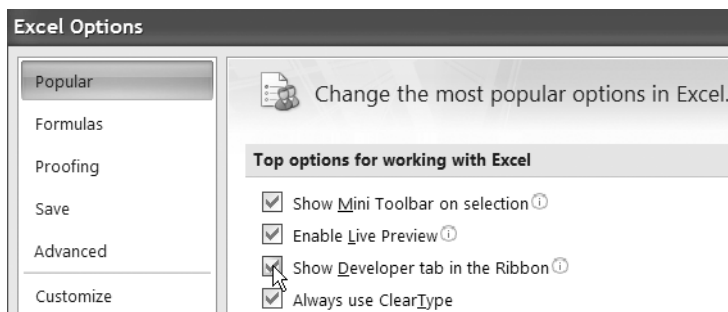 Excel Options
Popular
Formulas
Proofing
Save
Advanced
Customize
Change the most popular options in Excel.
Top options for working with Excel
Show Mini Toolbar on selection
Enable Live Preview
Show Developer tab in the Ribbon
Always use ClearType